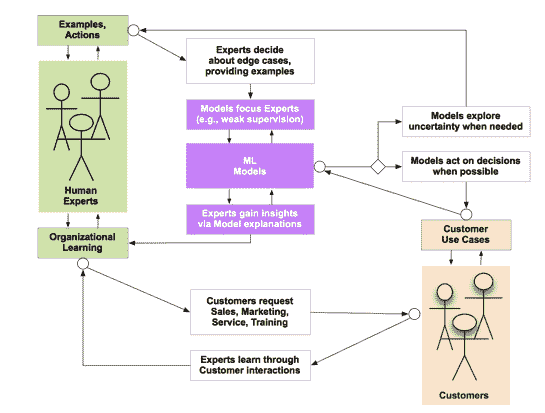 Examples,
Actions
Experts decide
about edge cases,
providing examples
Models focus Experts
(e.g., weak supervision)
Models explore
uncertainty when needed
ML
Models
Models act on decisions
when possible
Human
Experts
Experts gain insights
via Model explanations
Organizational
Learning
Customer
Use Cases
Customers request
Sales, Marketing,
Service, Training
Experts learn through
Customer interactions
Customers